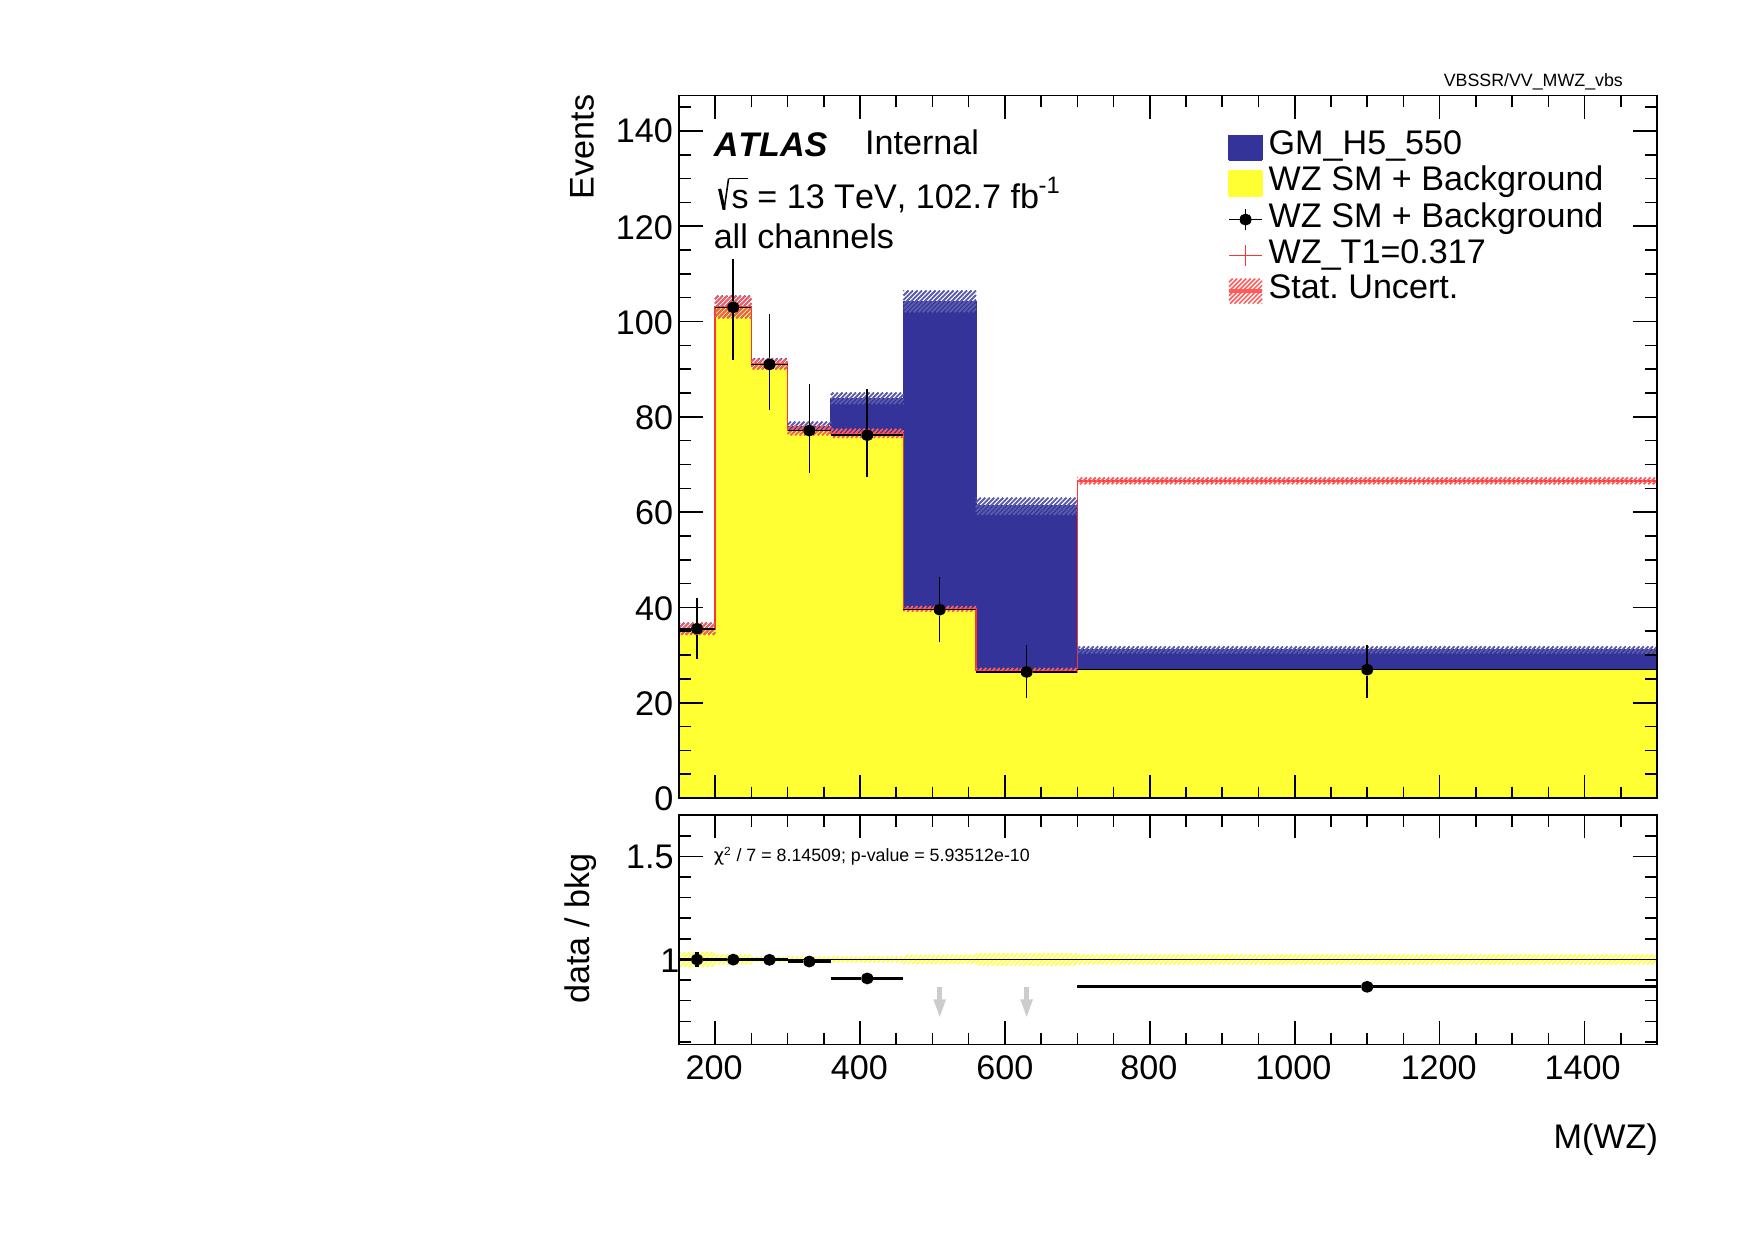 VBSSR/VV_MWZ_vbs
Events
140
120
100
80
60
40
20
0
ATLAS Internal
√s = 13 TeV, 102.7 fb-1
all channels
GM_H5_550
WZ SM + Background
WZ SM + Background
WZ_T1=0.317
Stat. Uncert.
data / bkg
1.5
1
χ2 / 7 = 8.14509; p-value = 5.93512e-10
200 400 600 800 1000 1200 1400
M(WZ)